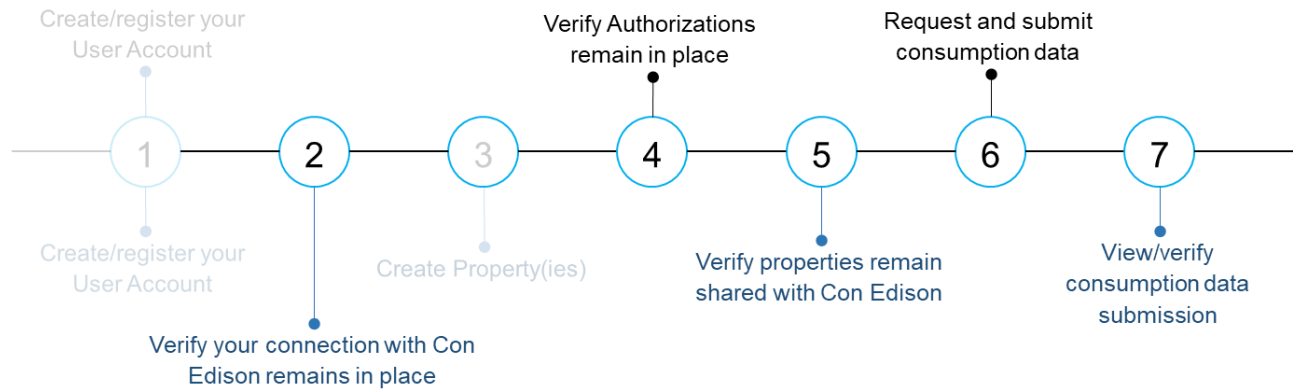 Create/register your
User Account
Verify Authorizations
remain in place
Request and submit
consumption data
1
2
3
4
5
6
7
Create/register your
User Account
Verify your connection with Con
Edison remains in place
Create Property(ies)
Verify properties remain
shared with Con Edison
View/verify
consumption data
submission